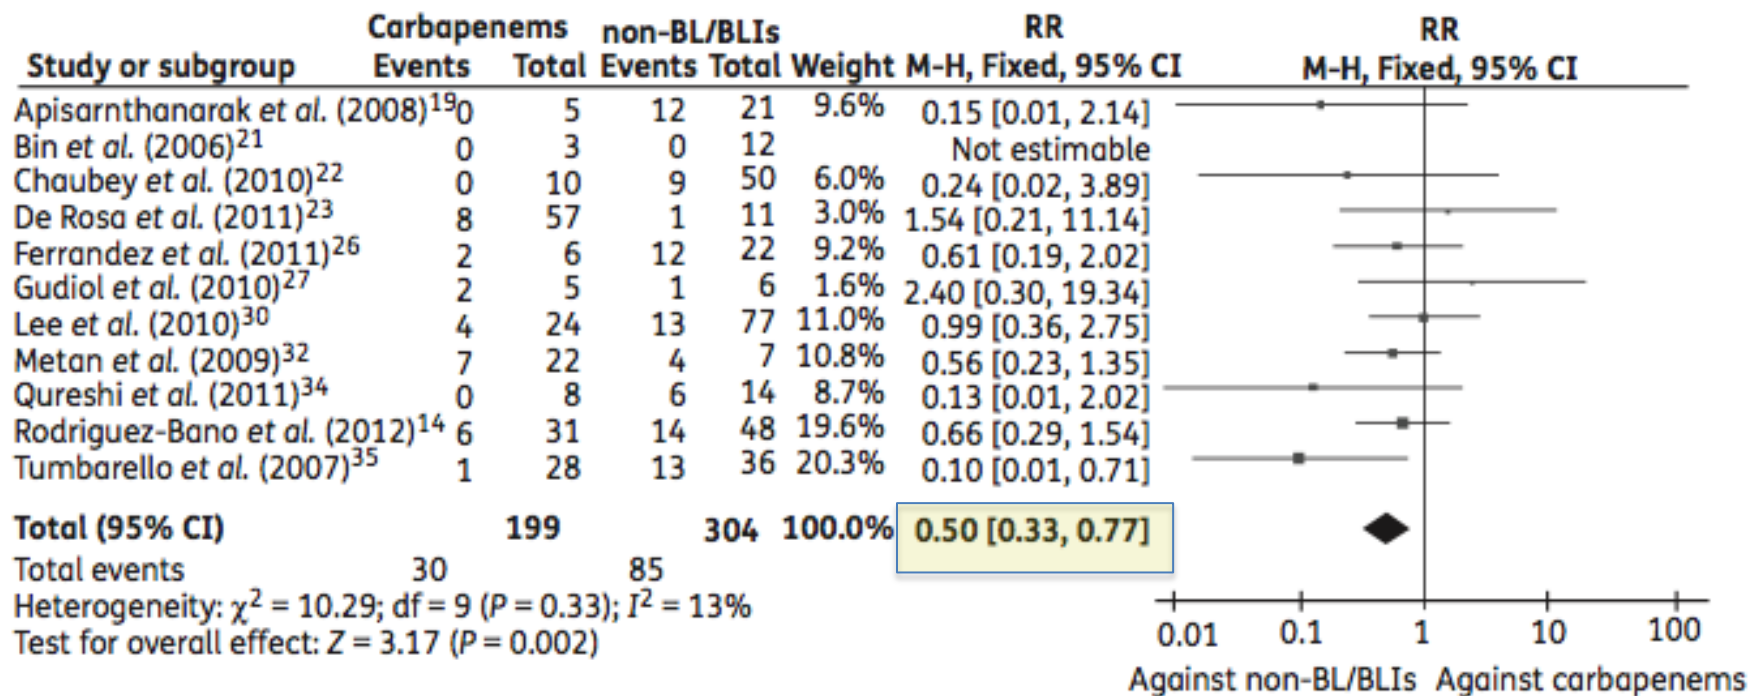 Carbapenems non-BL/BLIs RR RR
Study or subgroup Events Total Events Total Weight M-H, Fixed, 95% CI M-H, Fixed, 95% CI
Apisarnthanarak et al. (2008)19 0 5 12 21 9.6% 0.15 [0.01, 2.14]
Bin et al. (2006)21 0 3 0 12 Not estimable
Chaubey et al. (2010)22 0 10 9 50 6.0% 0.24 [0.02, 3.89]
De Rosa et al. (2011)23 8 57 1 11 3.0% 1.54 [0.21, 11.14]
Ferrandez et al. (2011)26 2 6 12 22 9.2% 0.61 [0.19, 2.02]
Gudiol et al. (2010)27 2 5 1 6 1.6% 2.40 [0.30, 19.34]
Lee et al. (2010)30 4 24 13 77 11.0% 0.99 [0.36, 2.75]
Metan et al. (2009)32 7 22 4 7 10.8% 0.56 [0.23, 1.35]
Qureshi et al. (2011)34 0 8 6 14 8.7% 0.13 [0.01, 2.02]
Rodriguez-Bano et al. (2012)14 6 31 14 48 19.6% 0.66 [0.29, 1.54]
Tumbarello et al. (2007)35 1 28 13 36 20.3% 0.10 [0.01, 0.71]
Total (95% CI) 199 304 100.0% 0.50 [0.33, 0.77]
Total events 30 85
Heterogeneity: χ2 = 10.29; df = 9 (P = 0.33); I2 = 13%
Test for overall effect: Z = 3.17 (P = 0.002)
0.01 0.1 1 10 100
Against non-BL/BLIs Against carbapenems